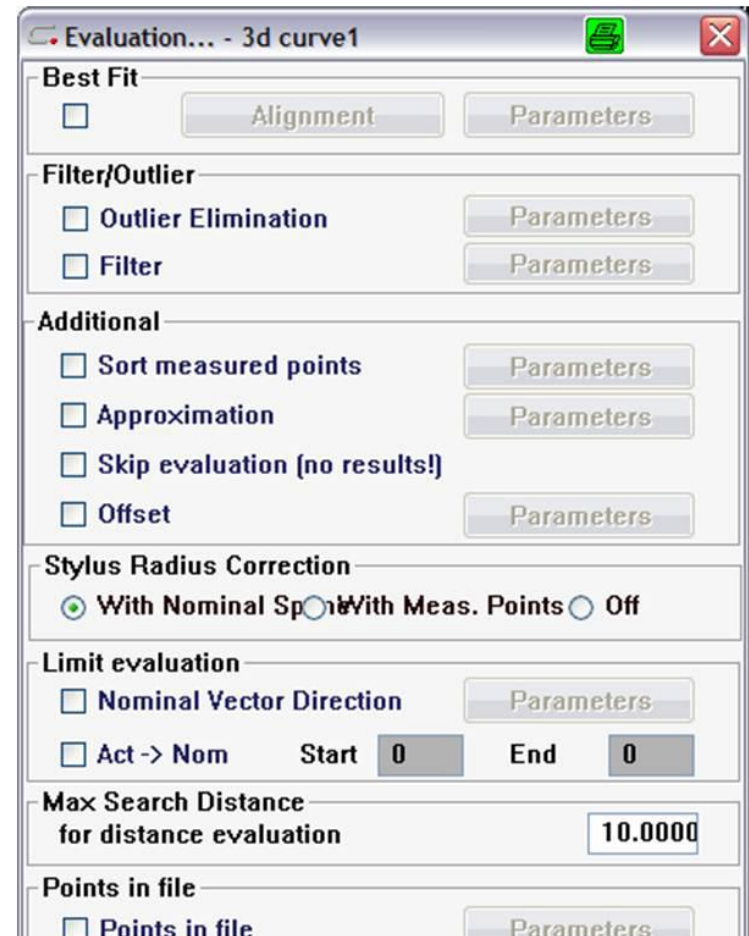 Evaluation... - 3d curve1
Best Fit
Alignment Parameters
Filter/Outlier
Outlier Elimination Parameters
Filter Parameters
Additional
Sort measured points Parameters
Approximation Parameters
Skip evaluation (no results!)
Offset Parameters
Stylus Radius Correction
With Nominal With Meas. Points Off
Limit evaluation
Nominal Vector Direction Parameters
Act -> Nom Start 0 End 0
Max Search Distance
for distance evaluation 10.0000
Points in file
Points in file Parameters